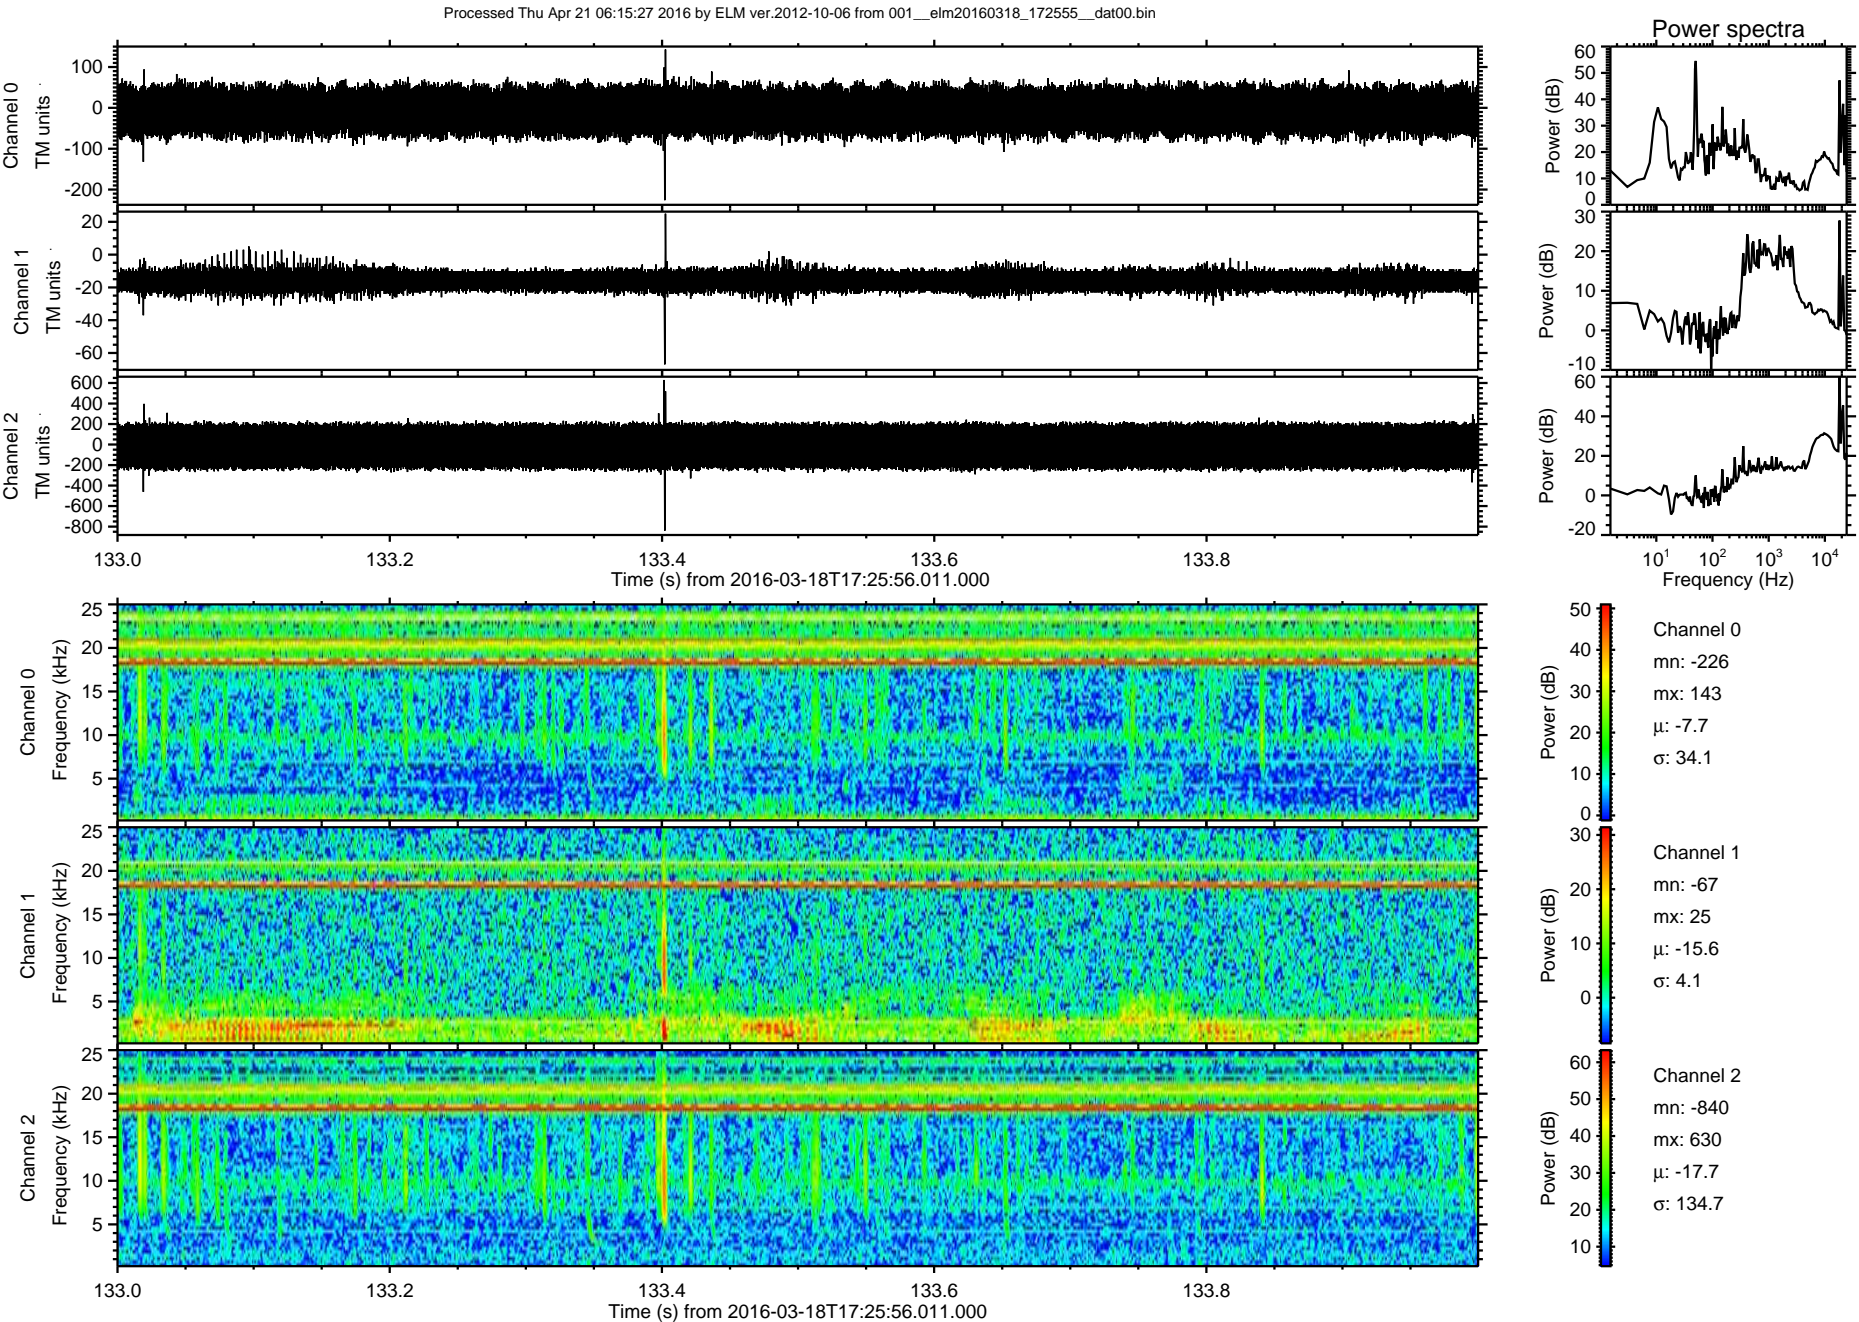 Processed Thu Apr 21 06:15:27 2016 by ELM ver.2012-10-06 from 001__elm20160318_172555__dat00.bin
Power spectra
Channel 0
TM units
100
0
-100
-200
Power (dB)
60
50
40
30
20
10
0
Channel 1
TM units
20
0
-20
-40
-60
Power (dB)
30
20
10
0
-10
Channel 2
TM units
600
400
200
0
-200
-400
-600
-800
Power (dB)
60
40
20
0
-20
133.0 133.2 133.4 133.6 133.8
Time (s) from 2016-03-18T17:25:56.011.000
10¹ 10² 10³ 10⁴
Frequency (Hz)
Channel 0
Frequency (kHz)
25
20
15
10
5
Power (dB)
50
40
30
20
10
0
Channel 0
mn: -226
mx: 143
μ: -7.7
σ: 34.1
Channel 1
Frequency (kHz)
25
20
15
10
5
Power (dB)
30
20
10
0
Channel 1
mn: -67
mx: 25
μ: -15.6
σ: 4.1
Channel 2
Frequency (kHz)
25
20
15
10
5
Power (dB)
60
50
40
30
20
10
Channel 2
mn: -840
mx: 630
μ: -17.7
σ: 134.7
133.0 133.2 133.4 133.6 133.8
Time (s) from 2016-03-18T17:25:56.011.000